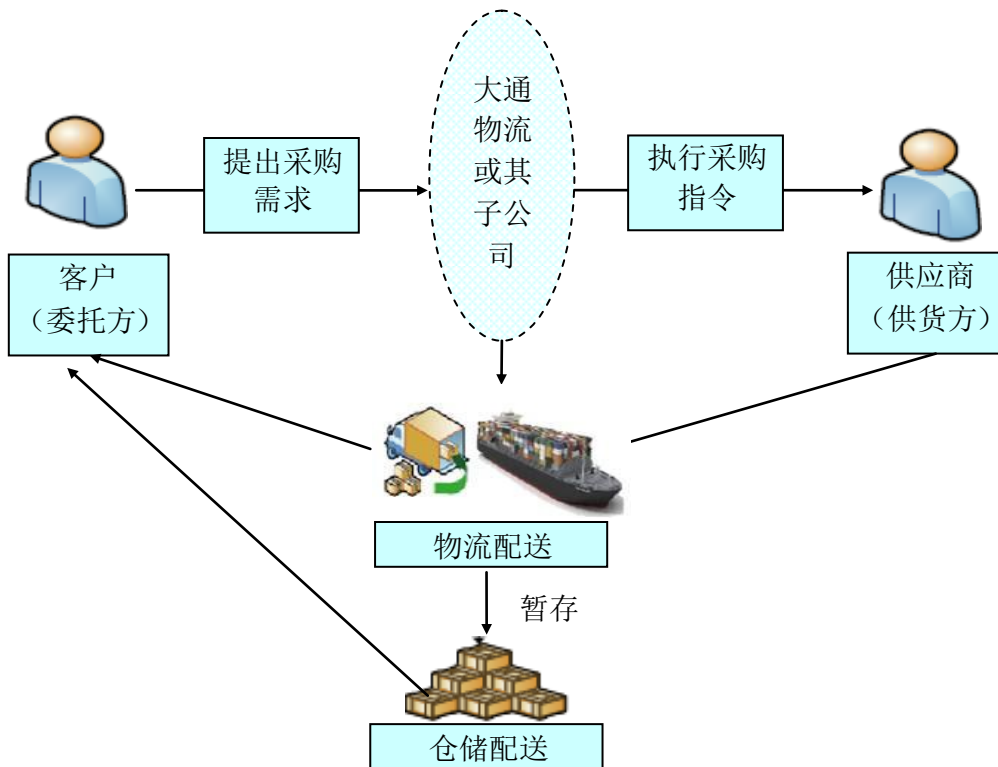 大通
物流
或其
子公
司
提出采购
需求
执行采购
指令
客户
（委托方）
供应商
（供货方）
物流配送
暂存
仓储配送